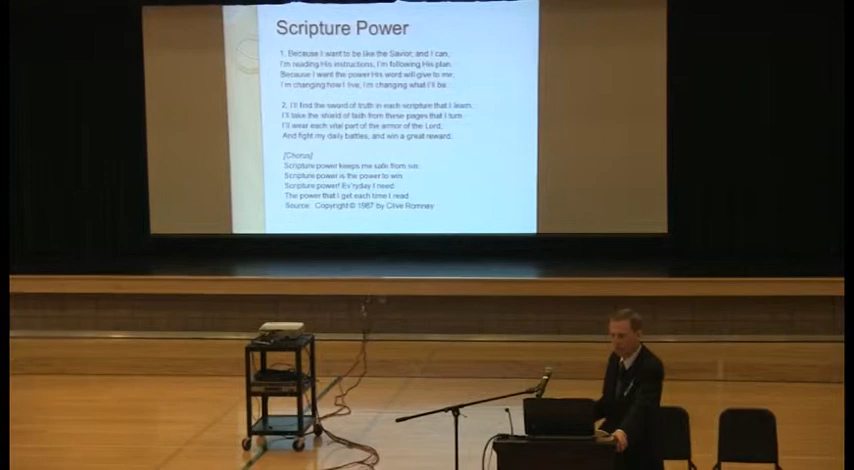 Scripture Power
1. Because I want to be like the Savior, and I can,
I'm reading His instructions, I'm following His plan.
Because I want the power His word will give to me,
I'm changing how I live, I'm changing what I'll be.
2. I'll find the sword of truth in each scripture that I learn.
I'll take the shield of faith from these pages that I turn.
I'll wear each vital part of the armor of the Lord,
And fight my daily battles, and win a great reward.
[Chorus]
Scripture power keeps me safe from sin.
Scripture power is the power to win.
Scripture power! Ev'ryday I need
The power that I get each time I read.
Source: Copyright © 1987 by Clive Romney